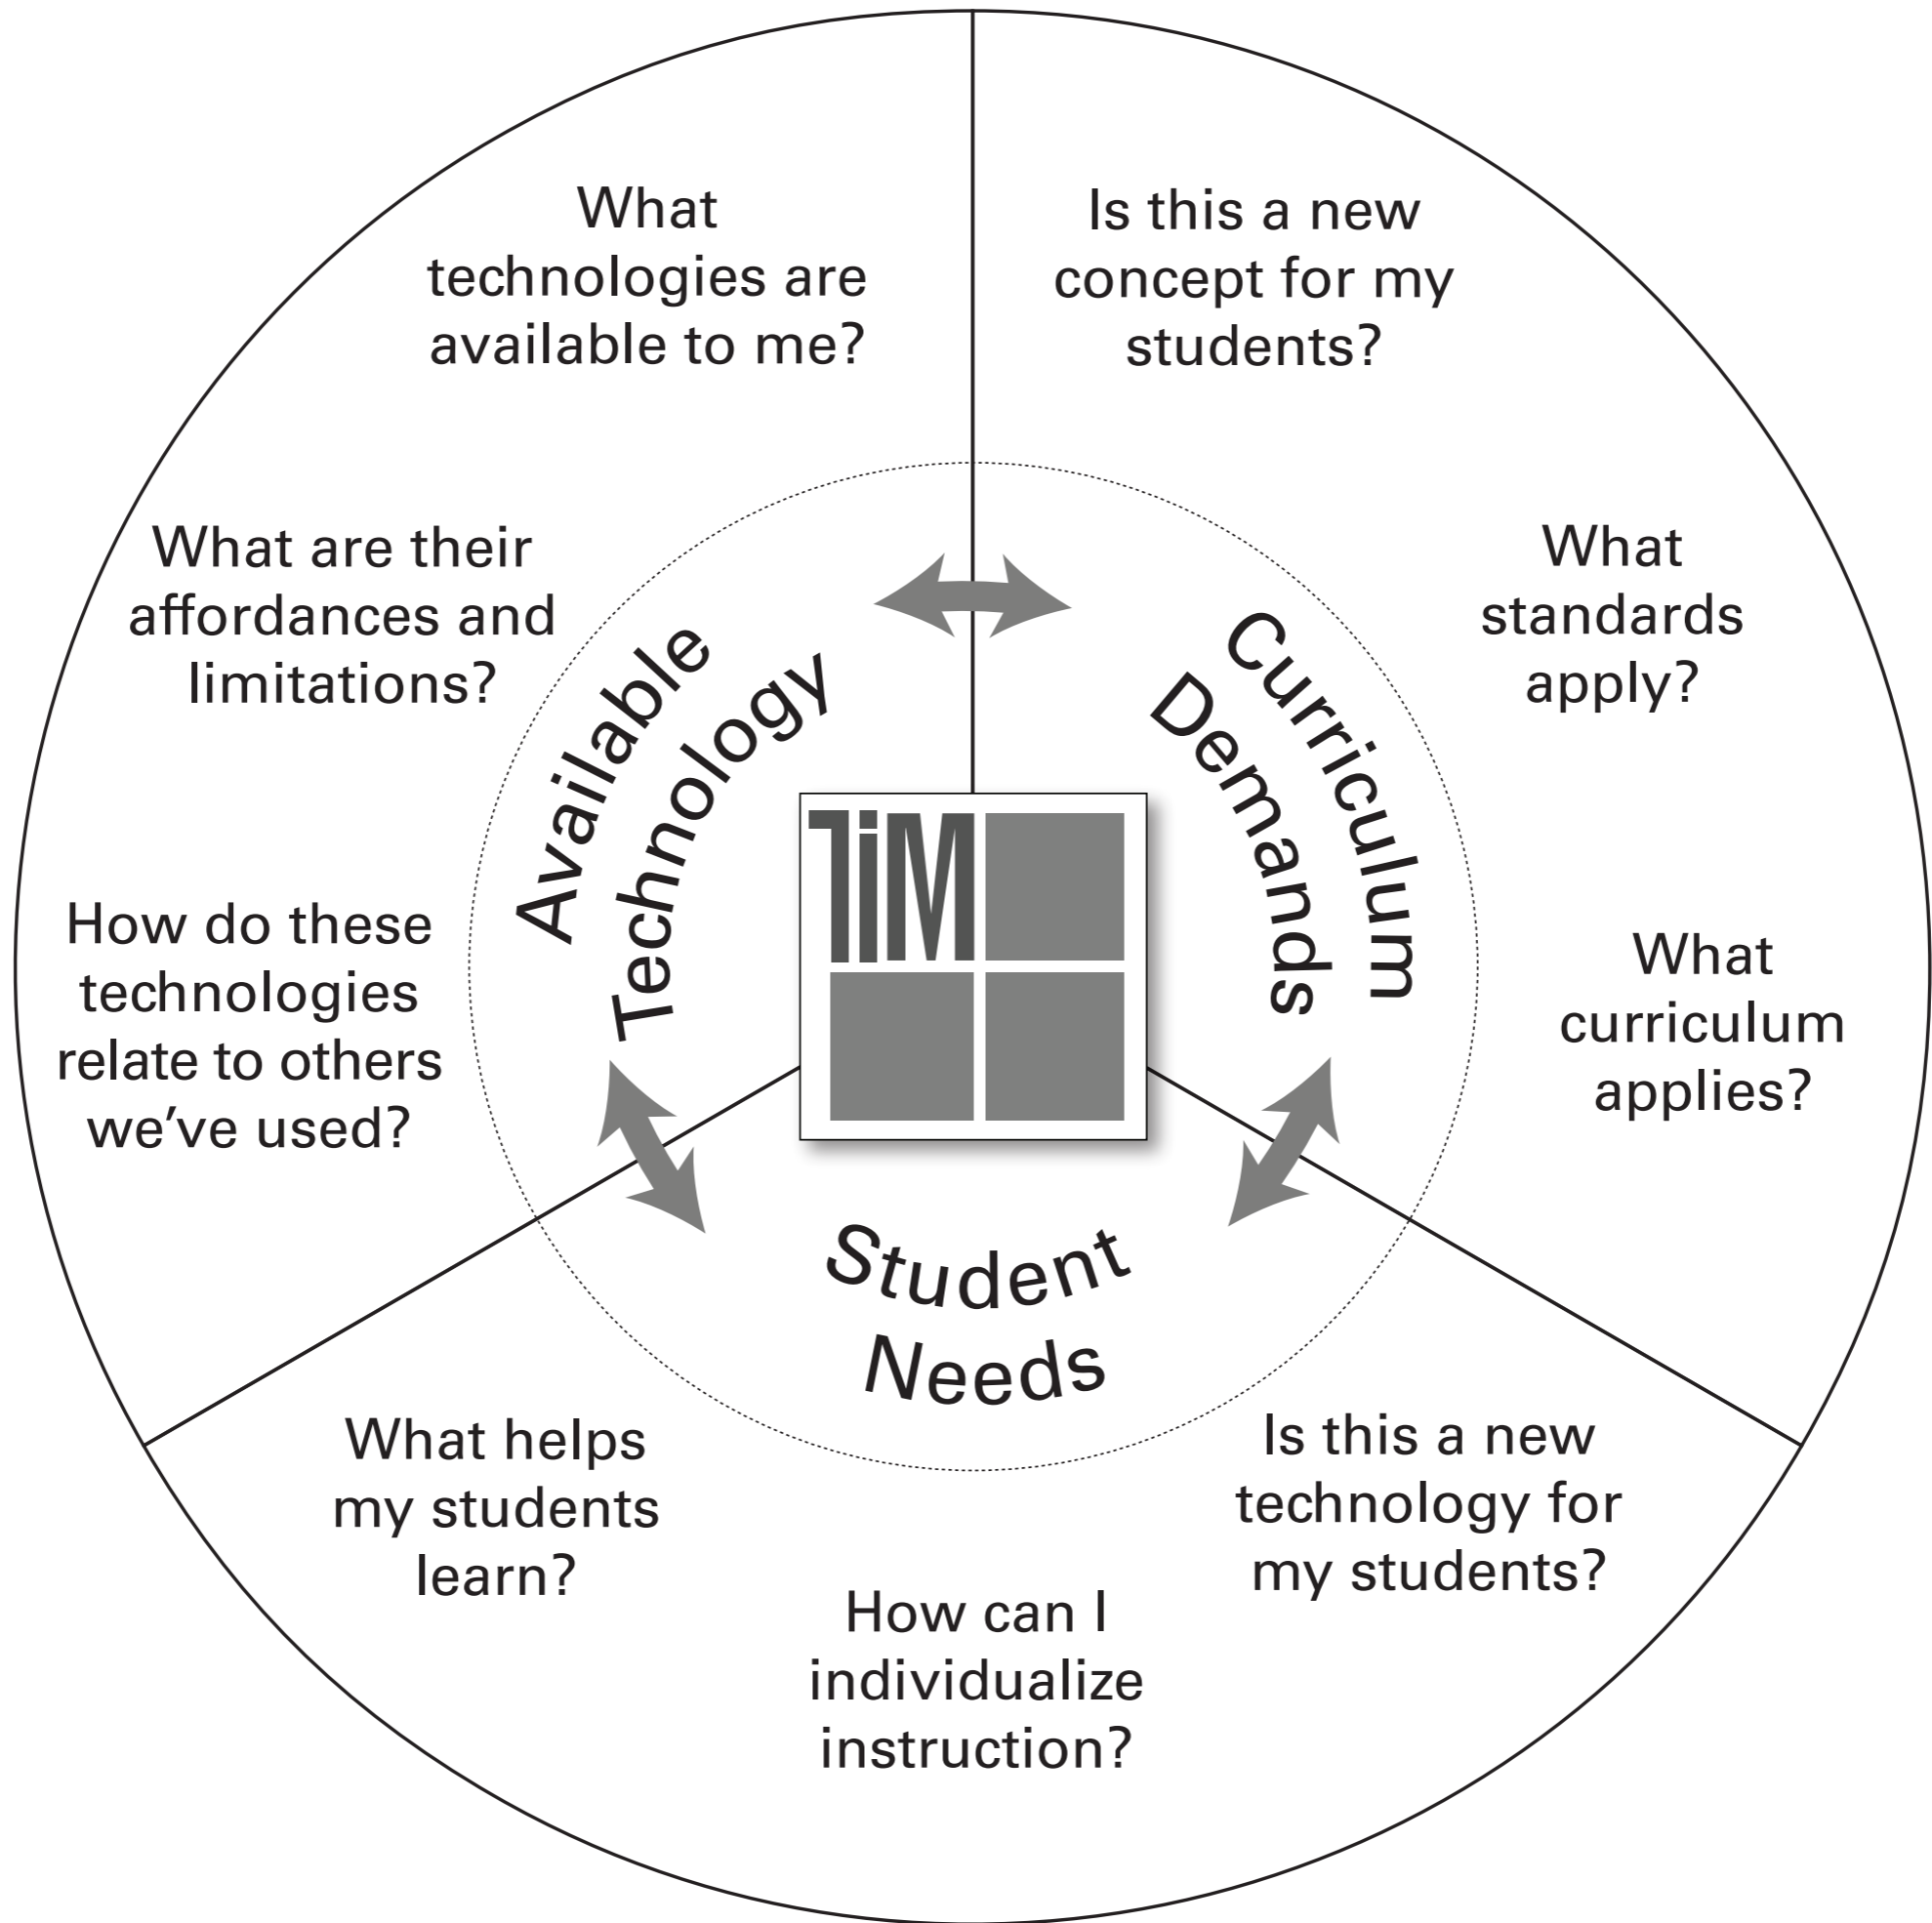 What
technologies are
available to me?
What are their
affordances and
limitations?
How do these
technologies
relate to others
we've used?
Available
Technology
Is this a new
concept for my
students?
What
standards
apply?
What
curriculum
applies?
Curriculum
Demands
TiM
Student
Needs
What helps
my students
learn?
How can I
individualize
instruction?
Is this a new
technology for
my students?